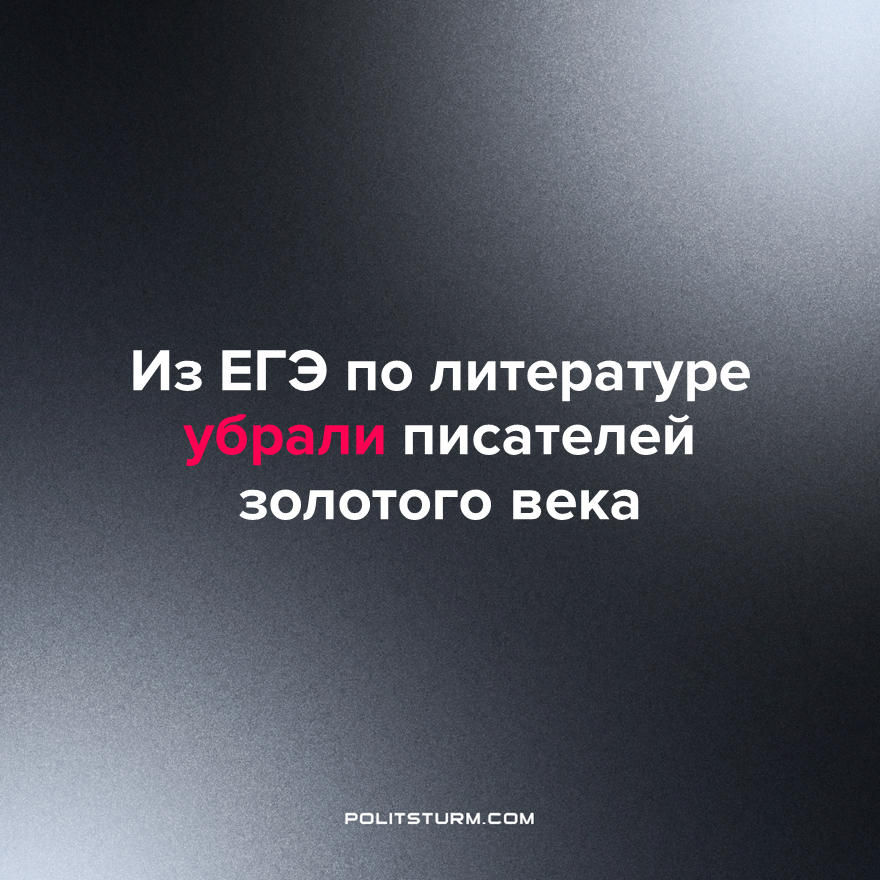 Из ЕГЭ по литературе
убрали писателей
золотого века
POLITSTURM.COM